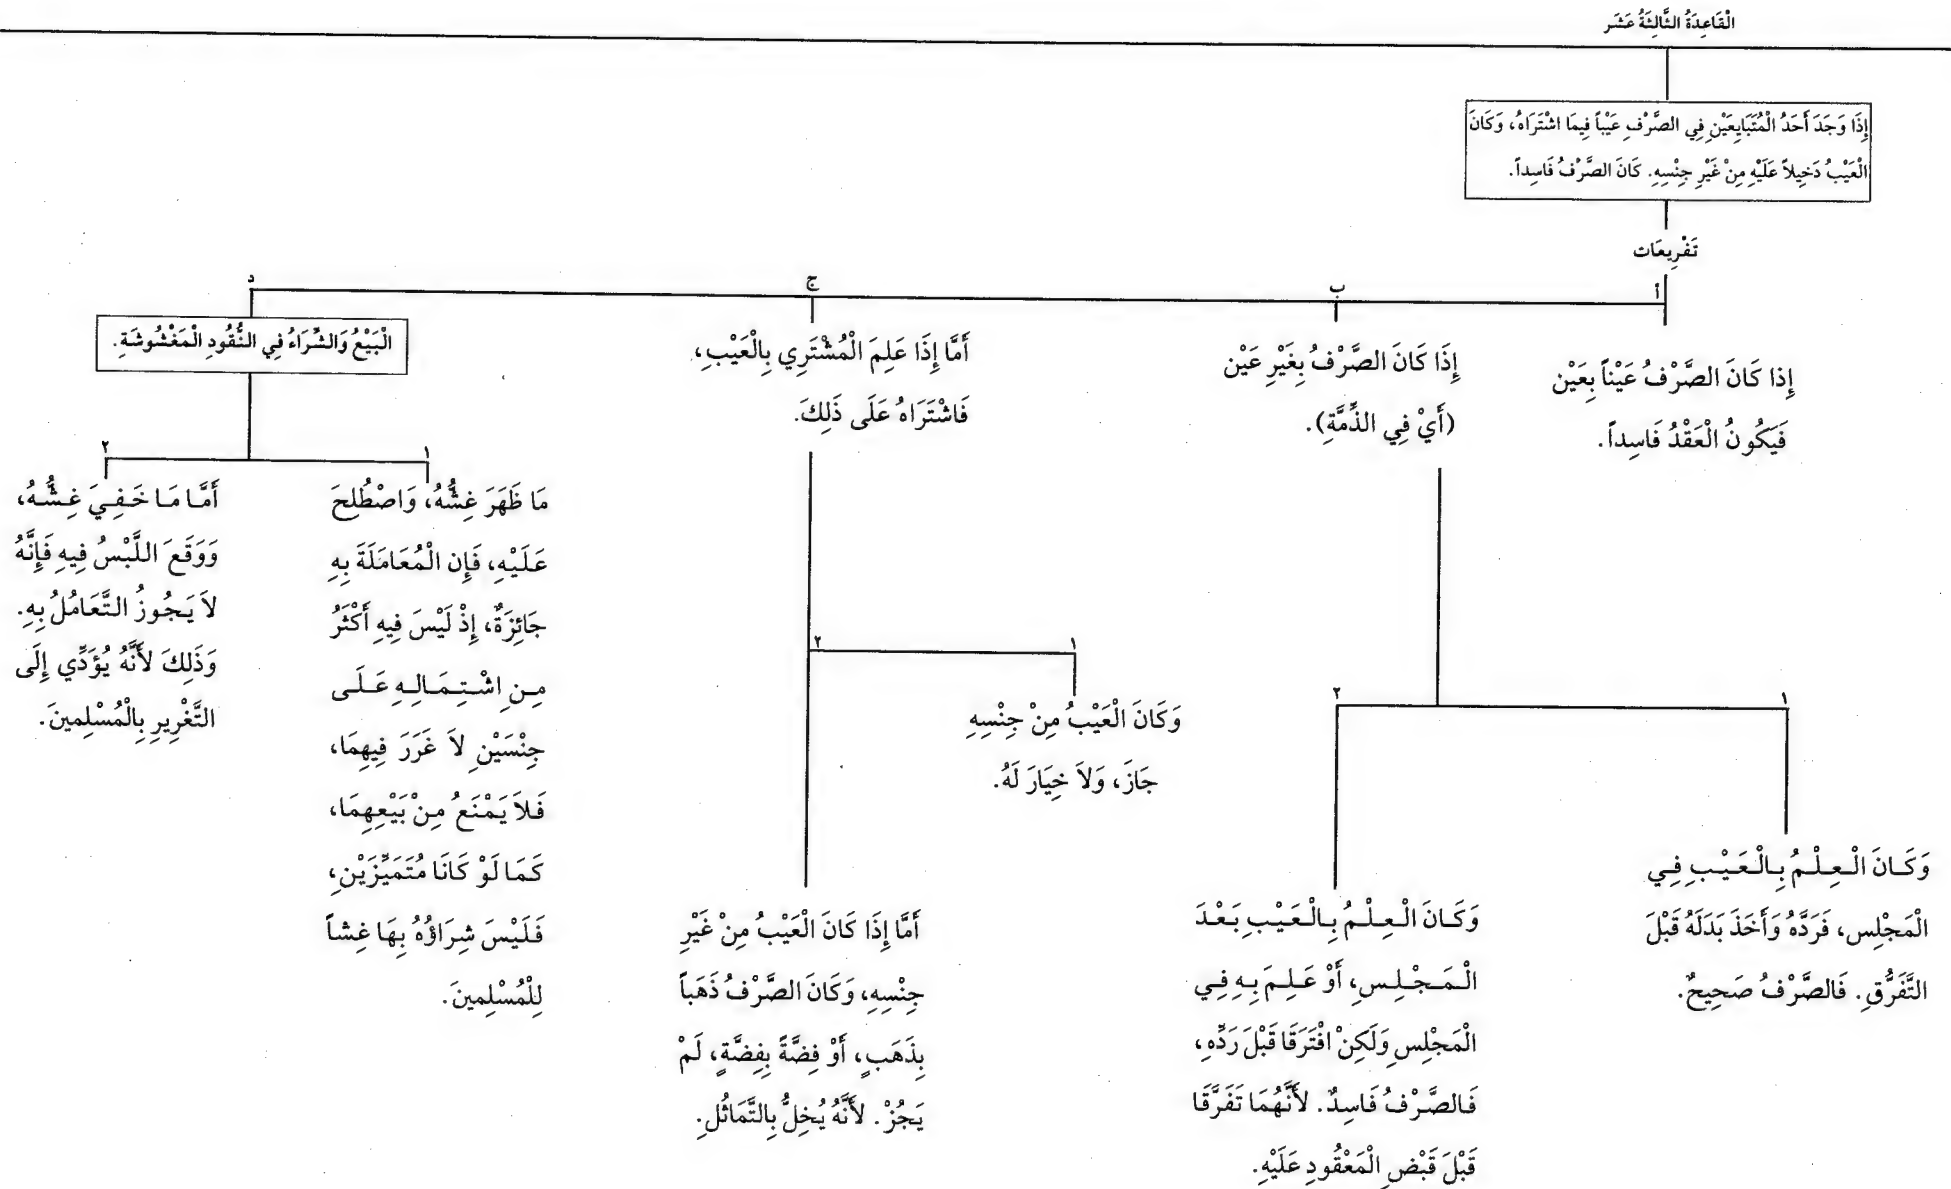 الْقَاعِدَةُ الثَّالِثَةُ عَشَر
إِذَا وَجَدَ أَحَدُ الْمُتَبَايِعَيْنِ فِي الصَّرْفِ عَيْباً فِيمَا اشْتَرَاهُ، وَكَانَ
الْعَيْبُ دَخِيلاً عَلَيْهِ مِنْ غَيْرِ جِنْسِهِ. كَانَ الصَّرْفُ فَاسِداً.
تَفْرِيعَات
أ
إِذا كَانَ الصَّرْفُ عَيْناً بِعَيْن
فَيَكُونُ الْعَقْدُ فَاسِداً.
ب
إِذَا كَانَ الصَّرْفُ بِغَيْرِ عَيْن
(أَيْ فِي الذِّمَّةِ).
١
وَكَانَ الْعِلْمُ بِالْعَيْبِ فِي
الْمَجْلِس، فَرَدَّهُ وَأَخَذَ بَدَلَهُ قَبْلَ
التَّفَرُّقِ. فَالصَّرْفُ صَحِيحٌ.
٢
وَكَانَ الْعِلْمُ بِالْعَيْبِ بَعْدَ
الْمَجْلِسِ، أَوْ عَلِمَ بِهِ فِي
الْمَجْلِسِ وَلَكِنْ افْتَرَقَا قَبْلَ رَدِّهِ،
فَالصَّرْفُ فَاسِدٌ. لأَنَّهُمَا تَفَرَّقَا
قَبْلَ قَبْضِ الْمَعْقُودِ عَلَيْهِ.
ج
أَمَّا إِذَا عَلِمَ الْمُشْتَرِي بِالْعَيْبِ،
فَاشْتَرَاهُ عَلَى ذَلِكَ.
١
وَكَانَ الْعَيْبُ مِنْ جِنْسِهِ
جَازَ، وَلاَ خِيَارَ لَهُ.
٢
أَمَّا إِذَا كَانَ الْعَيْبُ مِنْ غَيْرِ
جِنْسِهِ، وَكَانَ الصَّرْفُ ذَهَباً
بِذَهَبٍ، أَوْ فِضَّةً بِفِضَّةٍ، لَمْ
يَجُزْ. لأَنَّهُ يُخِلُّ بِالتَّمَاثُلِ.
د
الْبَيْعُ وَالشِّرَاءُ فِي النُّقُودِ الْمَغْشُوشَةِ.
١
مَا ظَهَرَ غِشُّهُ، وَاصْطُلِحَ
عَلَيْهِ، فَإِن الْمُعَامَلَةَ بِهِ
جَائِزَةٌ، إِذْ لَيْسَ فِيهِ أَكْثَرُ
مِنِ اشْتِمَالِهِ عَلَى
جِنْسَيْنِ لاَ غَرَرَ فِيهِمَا،
فَلاَ يَمْنَعُ مِنْ بَيْعِهِمَا،
كَمَا لَوْ كَانَا مُتَمَيِّزَيْنِ،
فَلَيْسَ شِرَاؤُهُ بِهَا غِشاً
لِلْمُسْلِمِينَ.
٢
أَمَّا مَا خَفِيَ غِشُّهُ،
وَوَقَعَ اللَّبْسُ فِيهِ فَإِنَّهُ
لاَ يَجُوزُ التَّعَامُلُ بِهِ.
وَذَلِكَ لأَنَّهُ يُؤَدِّي إِلَى
التَّغْرِيرِ بِالْمُسْلِمينَ.